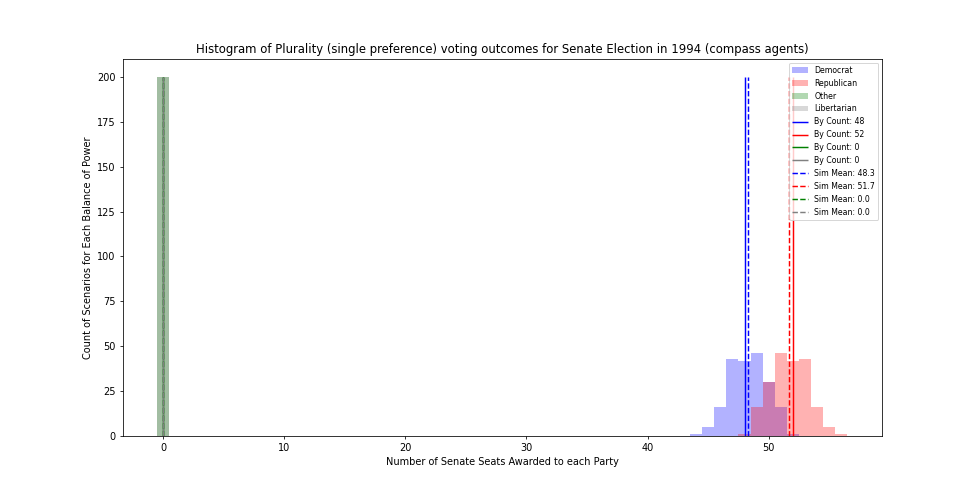 Histogram of Plurality (single preference) voting outcomes for Senate Election in 1994 (compass agents)
Count of Scenarios for Each Balance of Power
200
175
150
125
100
75
50
25
0
Democrat
Republican
Other
Libertarian
By Count: 48
By Count: 52
By Count: 0
By Count: 0
Sim Mean: 48.3
Sim Mean: 51.7
Sim Mean: 0.0
Sim Mean: 0.0
0 10 20 30 40 50
Number of Senate Seats Awarded to each Party